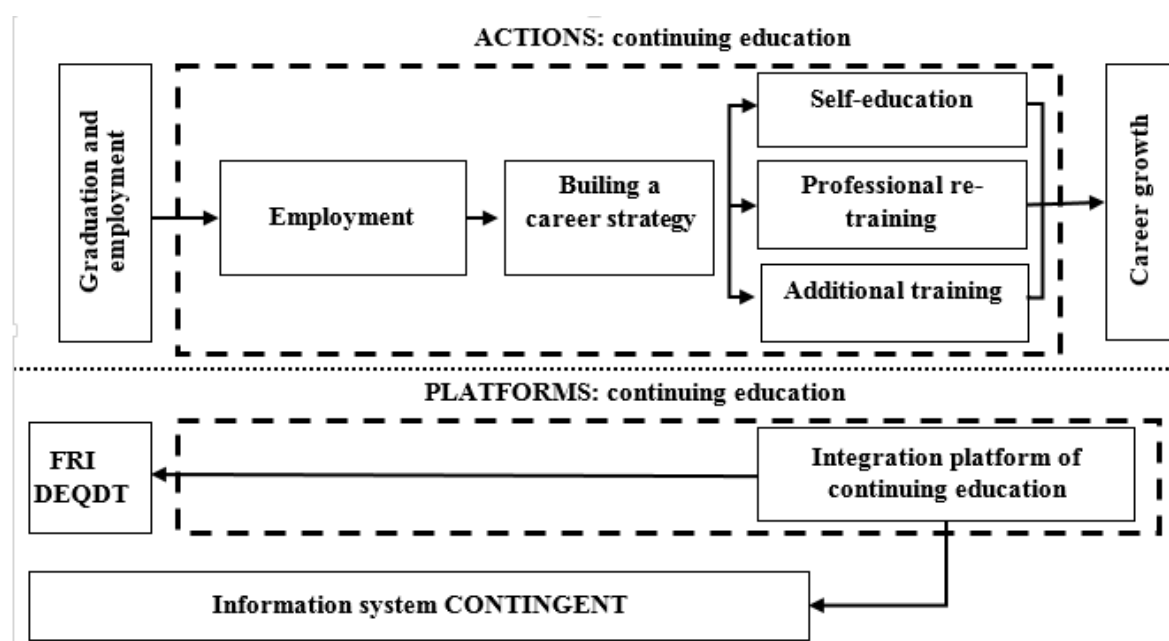 ACTIONS: continuing education
Graduation and
employment
Employment
Builing a
career strategy
Self-education
Professional re-
training
Additional training
Career growth
PLATFORMS: continuing education
FRI
DEQDT
Integration platform of
continuing education
Information system CONTINGENT